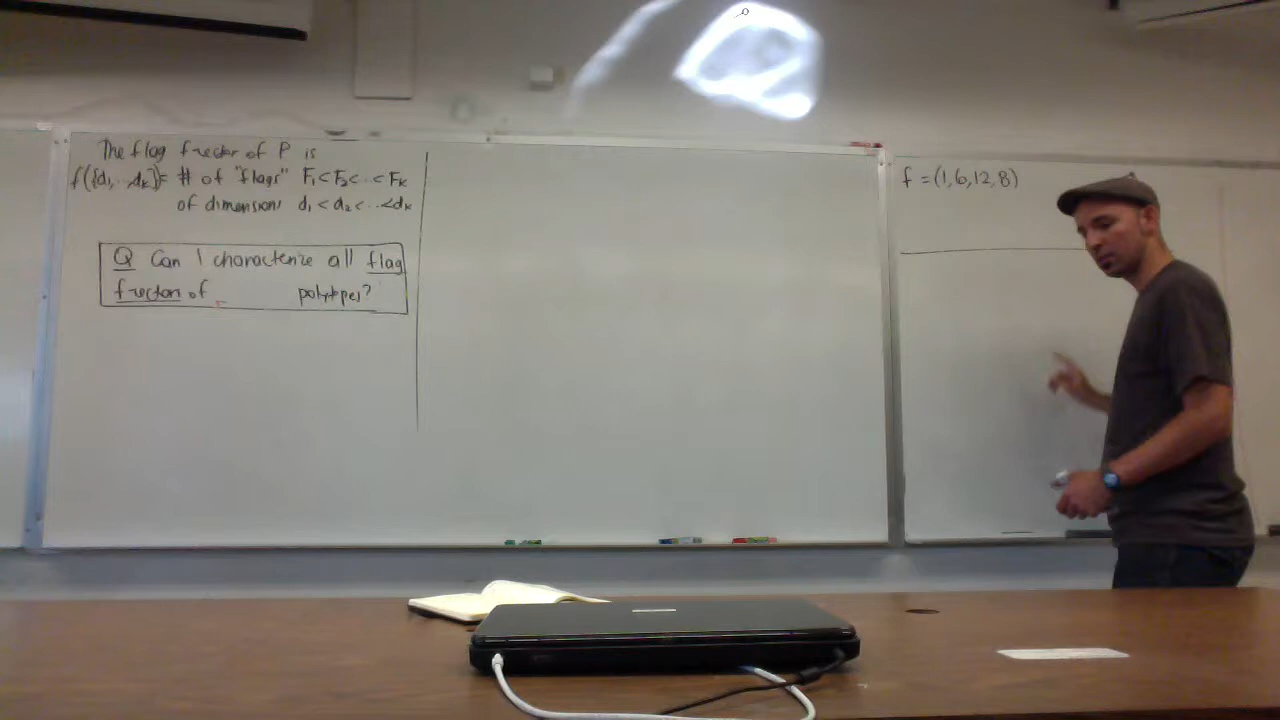 The flag f-vector of P is
f({d1,..,dk})= # of "flags" F1<F2<..<Fk
of dimensions d1<d2<..<dk
Q Can I characterize all flag
f-vectors of polytopes?
f = (1,6,12,8)